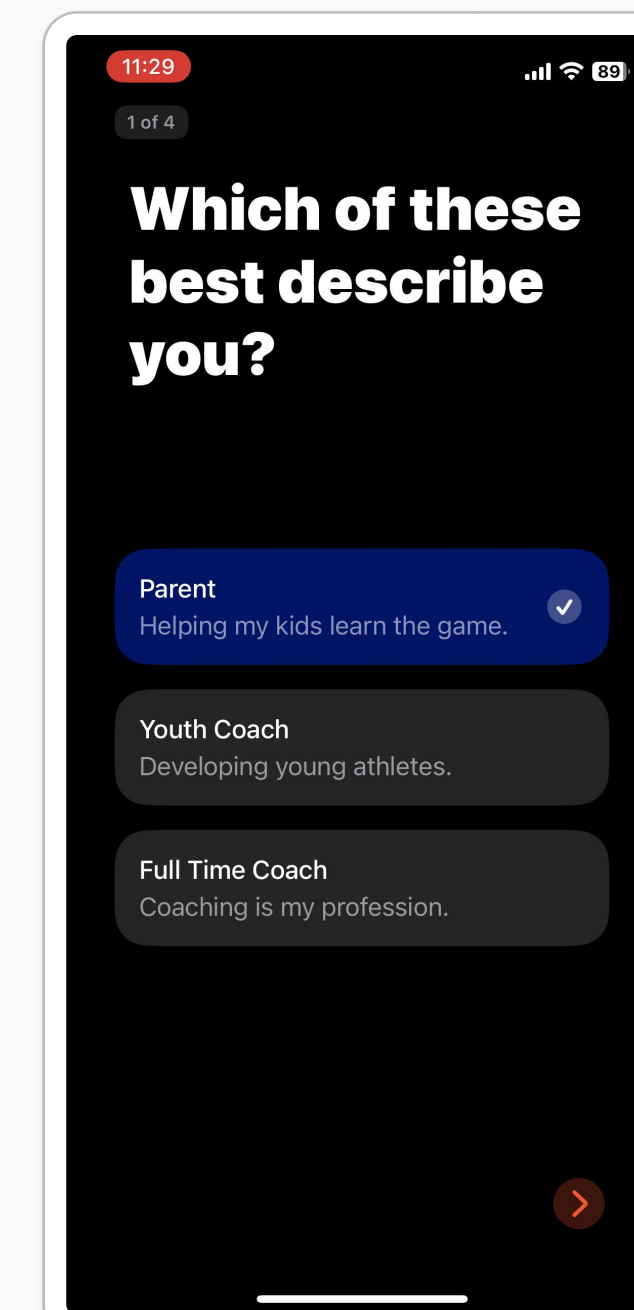 11:29
89
1 of 4
Which of these
best describe
you?
Parent
Helping my kids learn the game.
Youth Coach
Developing young athletes.
Full Time Coach
Coaching is my profession.